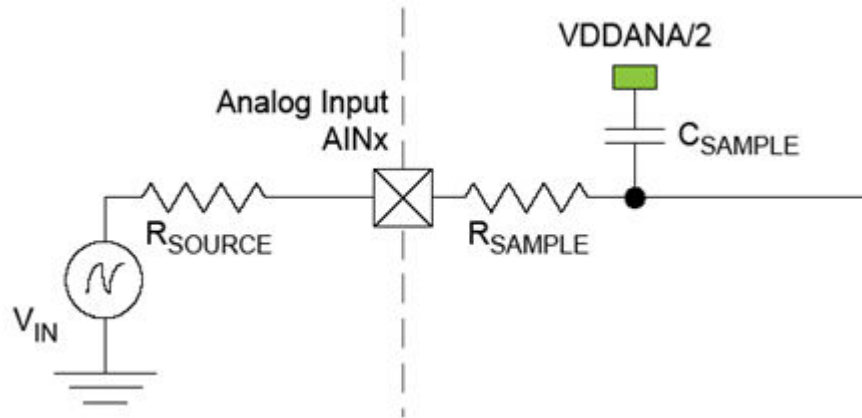 VDDANA/2
Analog Input
AINx
CSAMPLE
RSOURCE
RSAMPLE
VIN